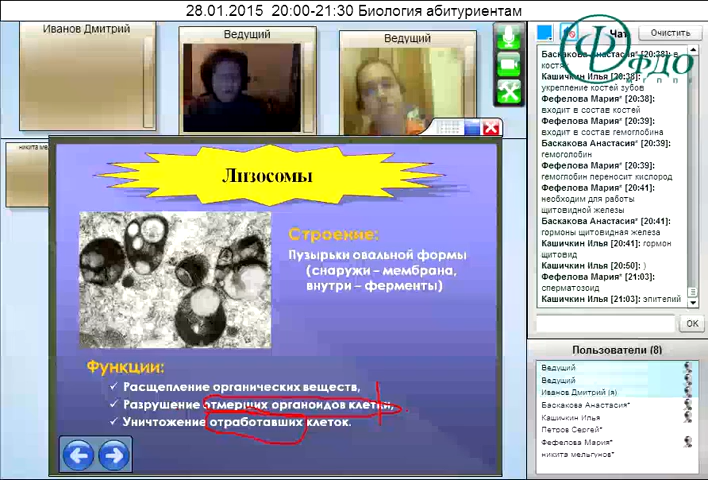 28.01.2015 20:00-21:30 Биология абитуриентам
Иванов Дмитрий
Ведущий
Ведущий
Чат
Очистить
ФДО
Баскакова Анастасия* [20:38]: в
костях
Кашичкин Илья* [20:38]:
укрепление костей зубов
Фефелова Мария* [20:38]:
входит в состав костей
Фефелова Мария* [20:39]:
входит в состав гемоглобина
Баскакова Анастасия* [20:39]:
гемоголобин
Фефелова Мария* [20:39]:
гемоглобин переносит кислород
Фефелова Мария* [20:41]:
необходим для работы
щитовидной железы
Баскакова Анастасия* [20:41]:
гормоны щитовидная железа
Кашичкин Илья [20:41]: гормон
щитовид
Кашичкин Илья [20:50]: )
Фефелова Мария* [21:03]:
сперматозоид
Кашичкин Илья [21:03]: эпителий
OK
Пользователи (8)
Ведущий
Ведущий
Иванов Дмитрий (я)
Баскакова Анастасия*
Кашичкин Илья
Петров Сергей*
Фефелова Мария*
никита мельгунов*
никита мел
Лизосомы
Строение:
Пузырьки овальной формы
(снаружи – мембрана,
внутри – ферменты)
Функции:
Расщепление органических веществ,
Разрушение отмерших органоидов клетки,
Уничтожение отработавших клеток.